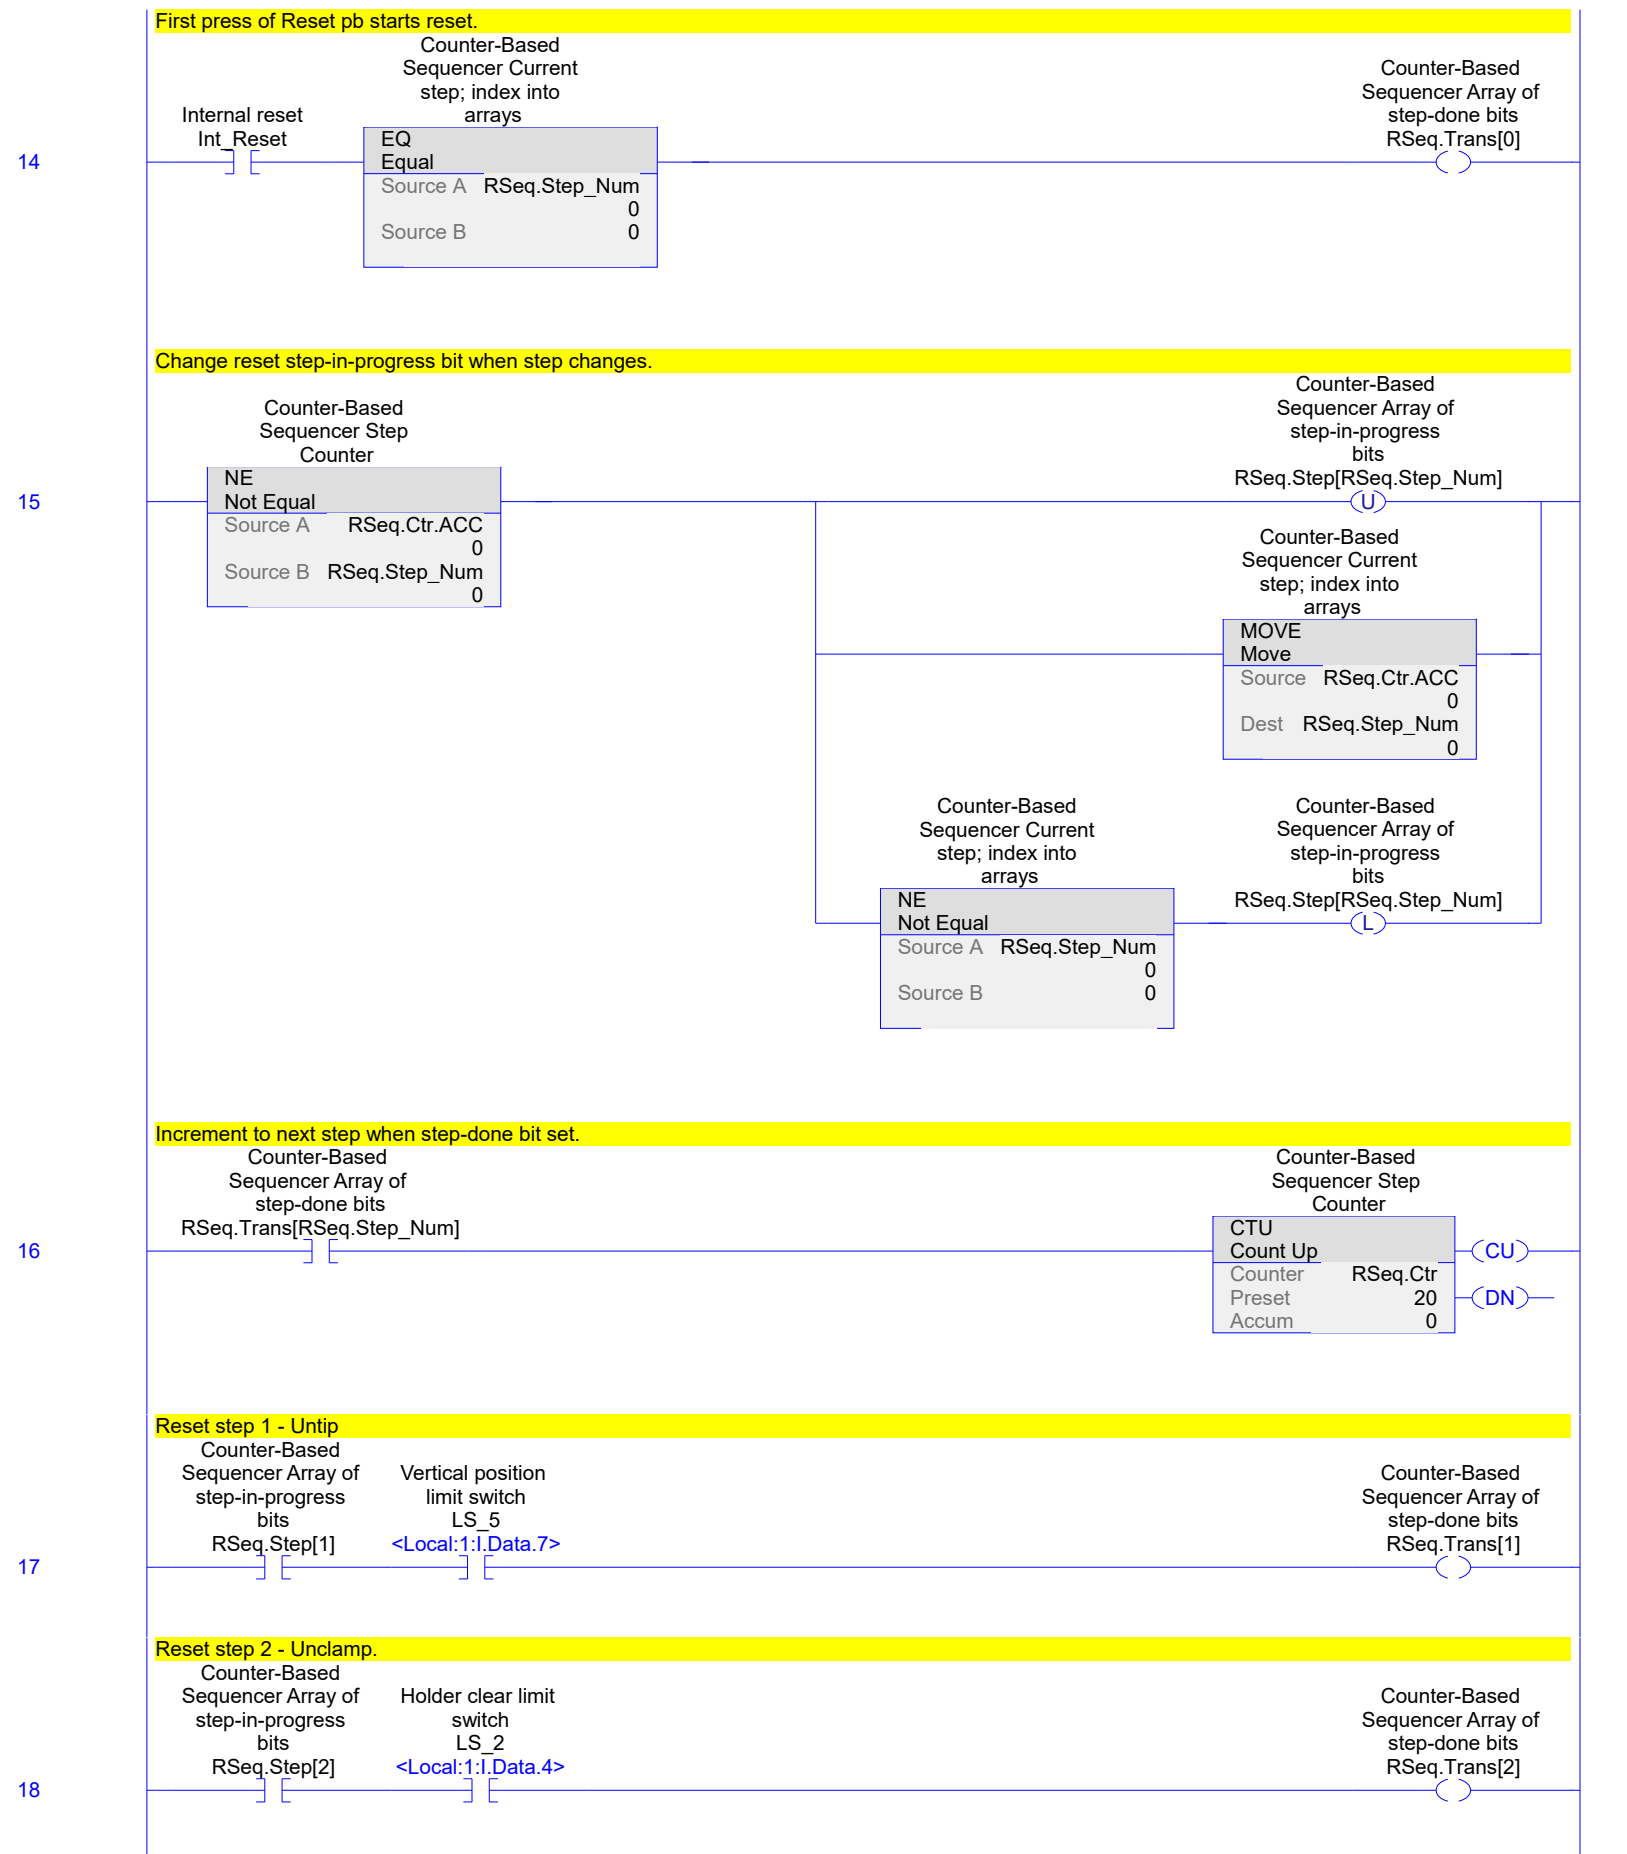 First press of Reset pb starts reset.
Counter-Based
Sequencer Current
step; index into
arrays
Counter-Based
Sequencer Array of
step-done bits
RSeq.Trans[0]
Internal reset
Int_Reset
14
EQ
Equal
Source A RSeq.Step_Num
0
Source B 0
Change reset step-in-progress bit when step changes.
Counter-Based
Sequencer Step
Counter
15
NE
Not Equal
Source A RSeq.Ctr.ACC
0
Source B RSeq.Step_Num
0
Counter-Based
Sequencer Array of
step-in-progress
bits
RSeq.Step[RSeq.Step_Num]
U
Counter-Based
Sequencer Current
step; index into
arrays
MOVE
Move
Source RSeq.Ctr.ACC
0
Dest RSeq.Step_Num
0
Counter-Based
Sequencer Current
step; index into
arrays
NE
Not Equal
Source A RSeq.Step_Num
0
Source B 0
Counter-Based
Sequencer Array of
step-in-progress
bits
RSeq.Step[RSeq.Step_Num]
L
Increment to next step when step-done bit set.
Counter-Based
Sequencer Array of
step-done bits
RSeq.Trans[RSeq.Step_Num]
16
Counter-Based
Sequencer Step
Counter
CTU
Count Up
Counter RSeq.Ctr
Preset 20
Accum 0
CU
DN
Reset step 1 - Untip
Counter-Based
Sequencer Array of
step-in-progress
bits
RSeq.Step[1]
Vertical position
limit switch
LS_5
<Local:1:I.Data.7>
Counter-Based
Sequencer Array of
step-done bits
RSeq.Trans[1]
17
Reset step 2 - Unclamp.
Counter-Based
Sequencer Array of
step-in-progress
bits
RSeq.Step[2]
Holder clear limit
switch
LS_2
<Local:1:I.Data.4>
Counter-Based
Sequencer Array of
step-done bits
RSeq.Trans[2]
18